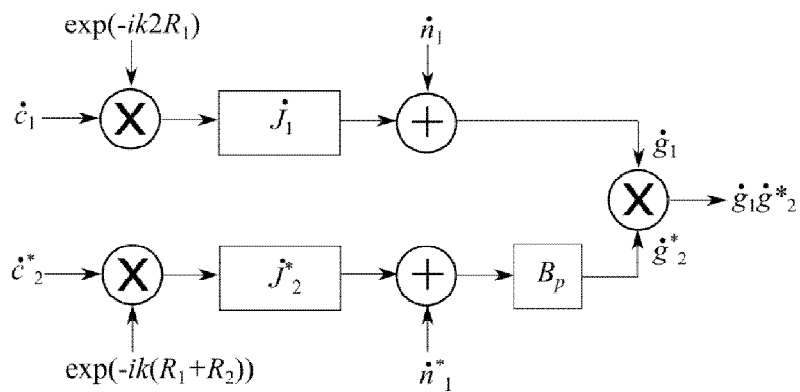 exp(-ik2R₁)
ṅ₁
ċ₁
X
J̇₁
+
ġ₁
X
ġ₁ġ*₂
ċ*₂
X
J̇*₂
+
Bₚ
ġ*₂
exp(-ik(R₁+R₂))
ṅ*₁